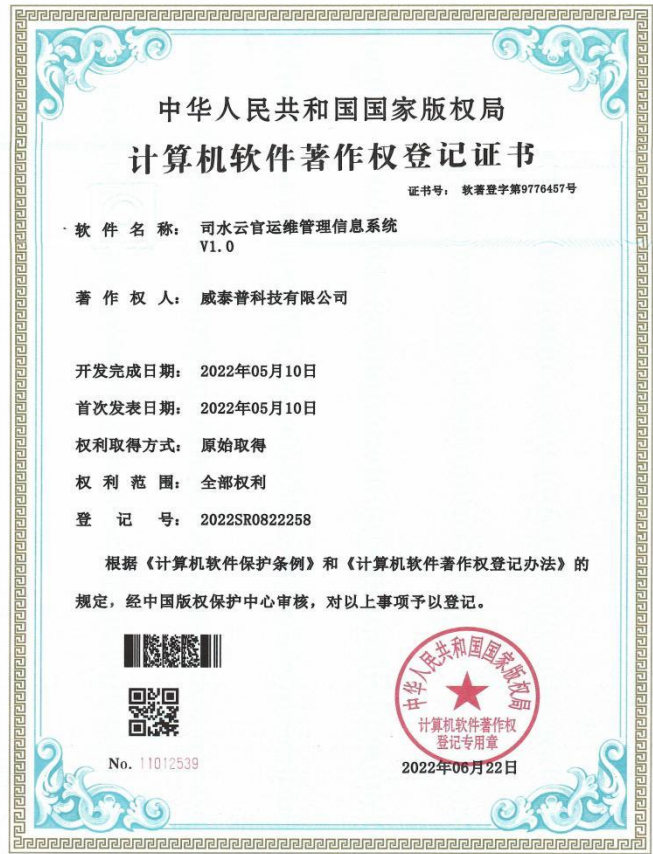 中华人民共和国国家版权局
计算机软件著作权登记证书
证书号： 软著登字第9776457号
软件名称： 司水云官运维管理信息系统
V1.0
著作权人： 威泰普科技有限公司
开发完成日期： 2022年05月10日
首次发表日期： 2022年05月10日
权利取得方式： 原始取得
权利范围： 全部权利
登记号： 2022SR0822258
根据《计算机软件保护条例》和《计算机软件著作权登记办法》的
规定，经中国版权保护中心审核，对以上事项予以登记。
中华人民共和国国家版权局
计算机软件著作权
登记专用章
No. 11012539
2022年06月22日